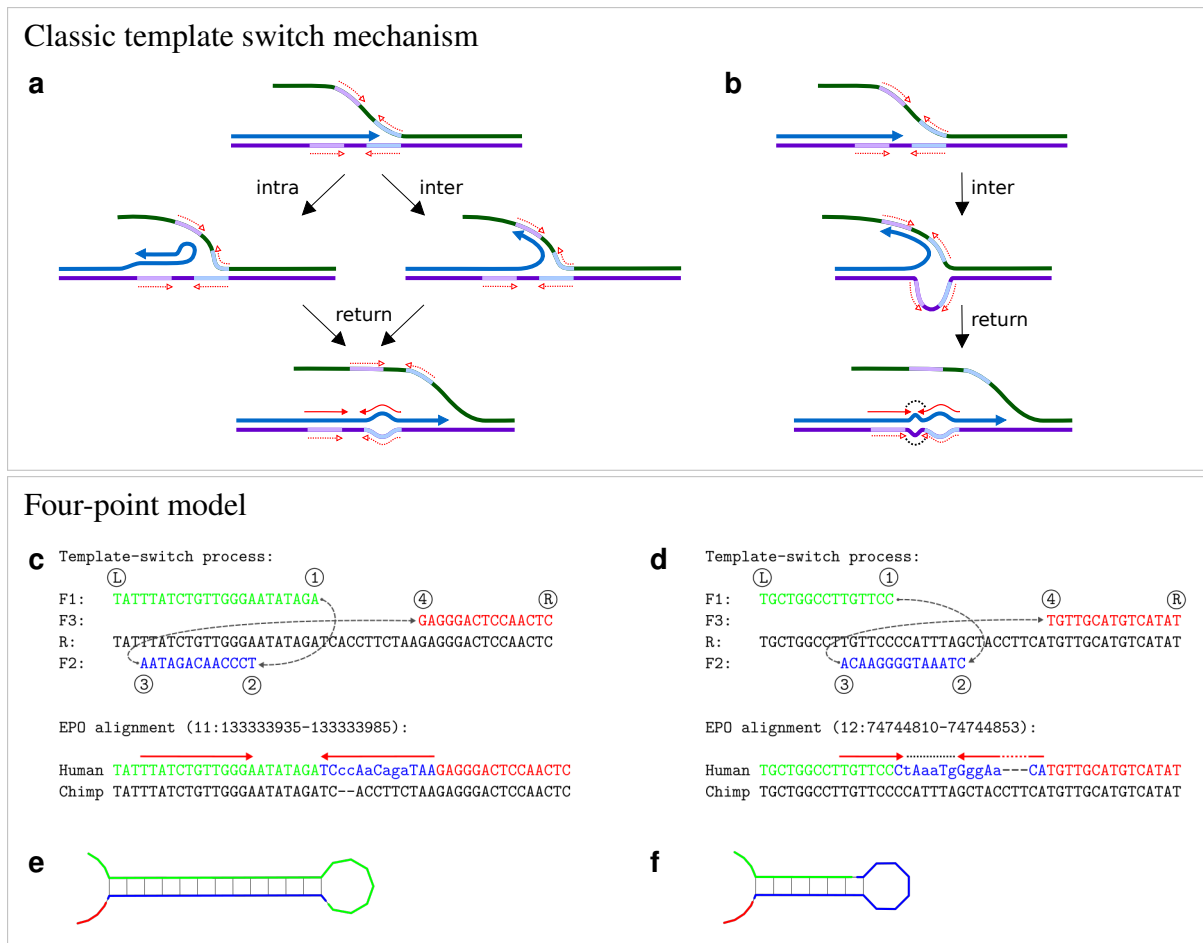 Classic template switch mechanism
a
b
intra
inter
inter
return
return
Four-point model
c
Template-switch process:
L
1
F1: TATTTATCTGTTGGGAATATAGA
4
R
F3: GAGGGACTCCAACTC
R: TATTTATCTGTTGGGAATATAGATCACCTTCTAAGAGGGACTCCAACTC
F2: AATAGACAACCCT
3
2
EPO alignment (11:133333935-133333985):
Human TATTTATCTGTTGGGAATATAGATCccAaCagaTAAGAGGGACTCCAACTC
Chimp TATTTATCTGTTGGGAATATAGATC--ACCTTCTAAGAGGGACTCCAACTC
d
Template-switch process:
L
1
F1: TGCTGGCCTTGTTCC
4
R
F3: TGTTGCATGTCATAT
R: TGCTGGCCTTGTTCCCCATTTAGCTACCTTCATGTTGCATGTCATAT
F2: ACAAGGGGTAAATC
3
2
EPO alignment (12:74744810-74744853):
Human TGCTGGCCTTGTTCCCtAaaTgGggAa---CATGTTGCATGTCATAT
Chimp TGCTGGCCTTGTTCCCCATTTAGCTACCTTCATGTTGCATGTCATAT
e
f